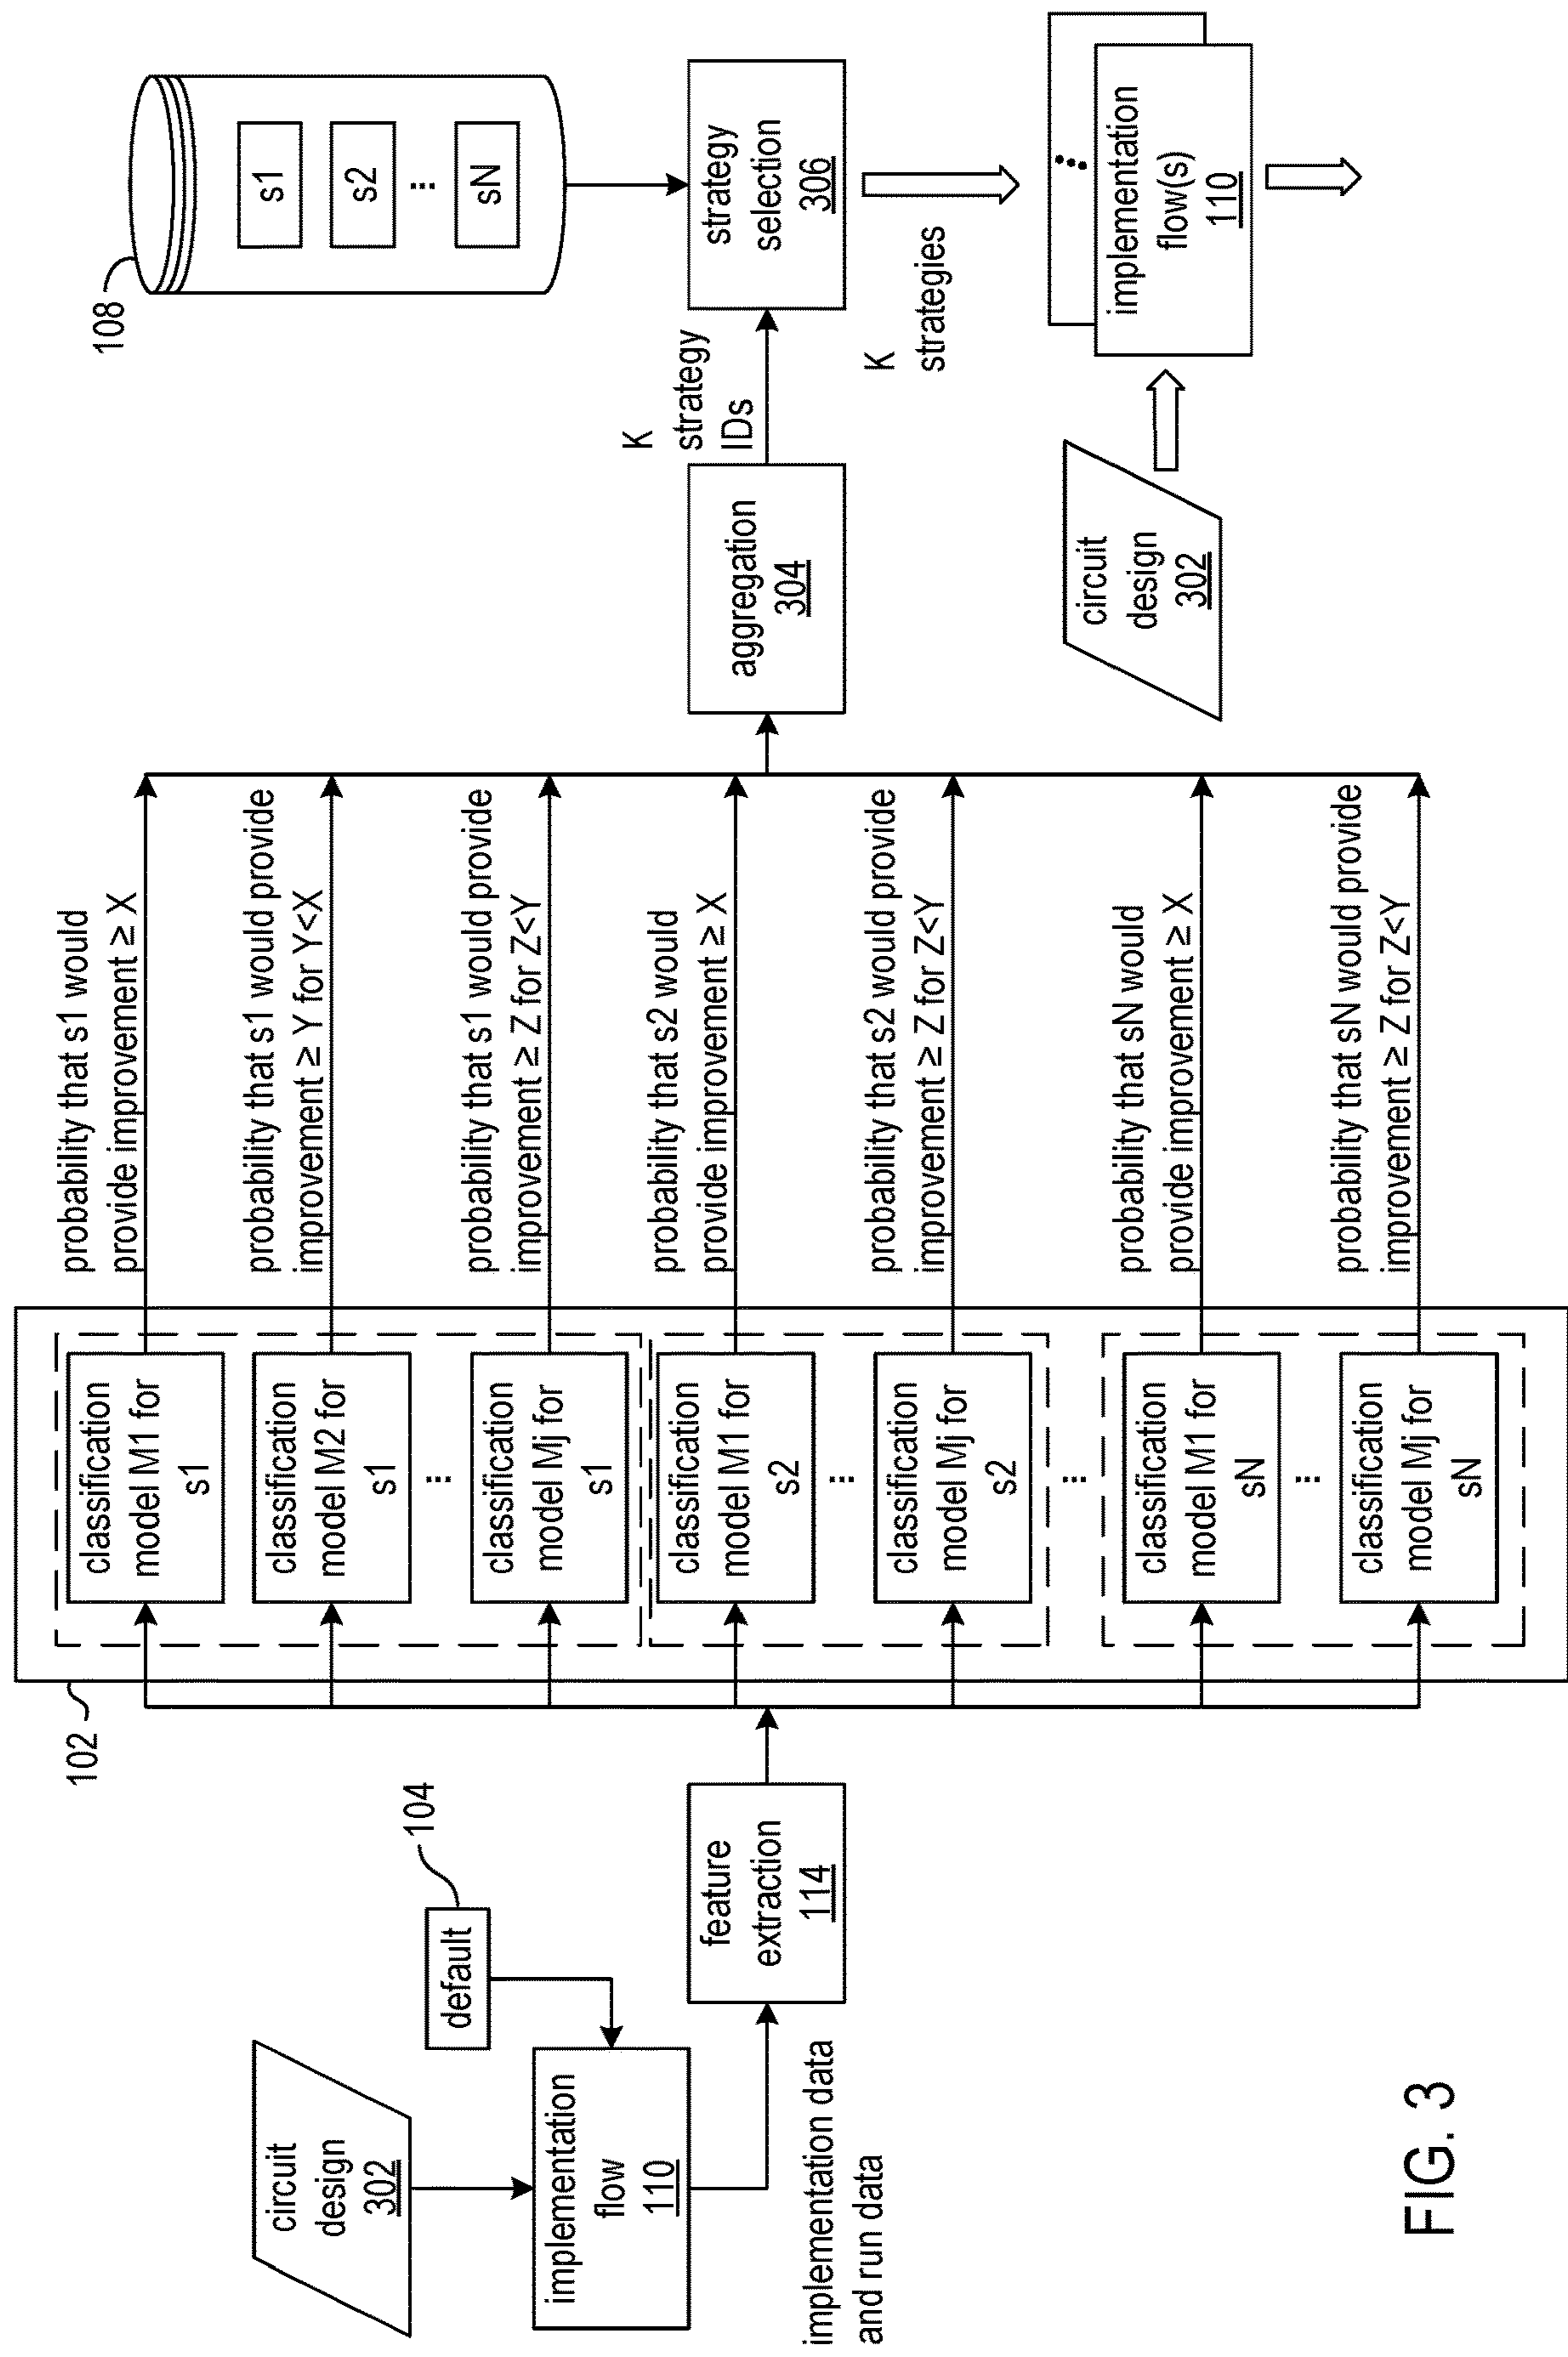 circuit
design
302
default
104
implementation
flow
110
implementation data
and run data
feature
extraction
114
102
classification
model M1 for
s1
classification
model M2 for
s1
...
classification
model Mj for
s1
classification
model M1 for
s2
...
classification
model Mj for
s2
...
classification
model M1 for
sN
...
classification
model Mj for
sN
probability that s1 would
provide improvement ≥ X
probability that s1 would provide
improvement ≥ Y for Y<X
probability that s1 would provide
improvement ≥ Z for Z<Y
probability that s2 would
provide improvement ≥ X
probability that s2 would provide
improvement ≥ Z for Z<Y
probability that sN would
provide improvement ≥ X
probability that sN would provide
improvement ≥ Z for Z<Y
aggregation
304
K
strategy
IDs
108
s1
s2
...
sN
strategy
selection
306
K
strategies
circuit
design
302
implementation
flow(s)
110
...
FIG. 3